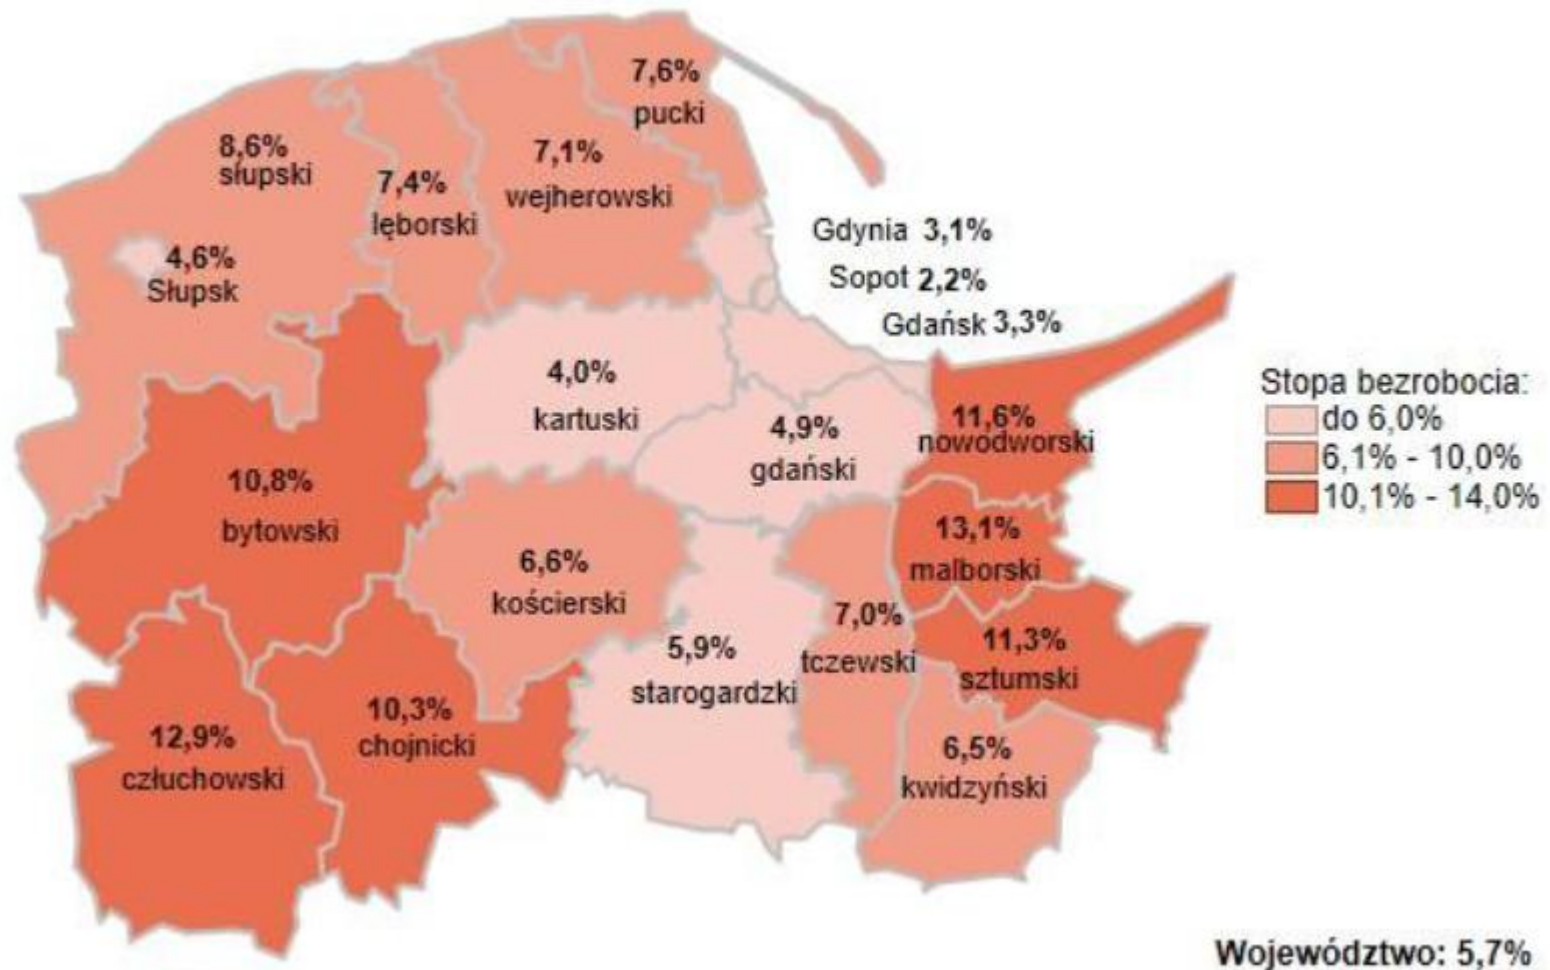 7,6%
pucki
8,6%
słupski
7,1%
wejherowski
7,4%
lęborski
Gdynia 3,1%
4,6%
Słupsk
Sopot 2,2%
Gdańsk 3,3%
4,0%
kartuski
Stopa bezrobocia:
do 6,0%
6,1% - 10,0%
10,1% - 14,0%
4,9%
gdański
11,6%
nowodworski
10,8%
bytowski
13,1%
malborski
6,6%
kościerski
7,0%
tczewski
5,9%
starogardzki
11,3%
sztumski
10,3%
chojnicki
12,9%
człuchowski
6,5%
kwidzyński
Województwo: 5,7%